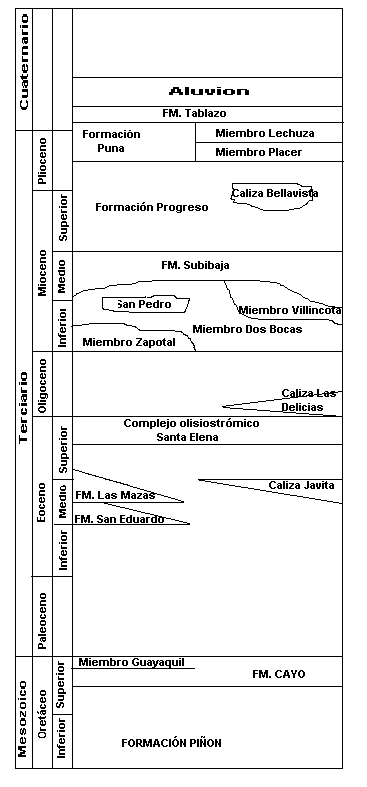 Cuaternario
Aluvion
FM. Tablazo
Terciario
Plioceno
Formación
Puna
Miembro Lechuza
Miembro Placer
Mioceno
Superior
Caliza Bellavista
Formación Progreso
Medio
FM. Subibaja
Inferior
San Pedro
Miembro Villincota
Miembro Dos Bocas
Miembro Zapotal
Oligoceno
Caliza Las
Delicias
Complejo olisiostrómico
Santa Elena
Eoceno
Superior
Medio
Caliza Javita
FM. Las Mazas
FM. San Eduardo
Inferior
Paleoceno
Mesozoico
Cretáceo
Superior
Miembro Guayaquil
FM. CAYO
Inferior
FORMACIÓN PIÑON